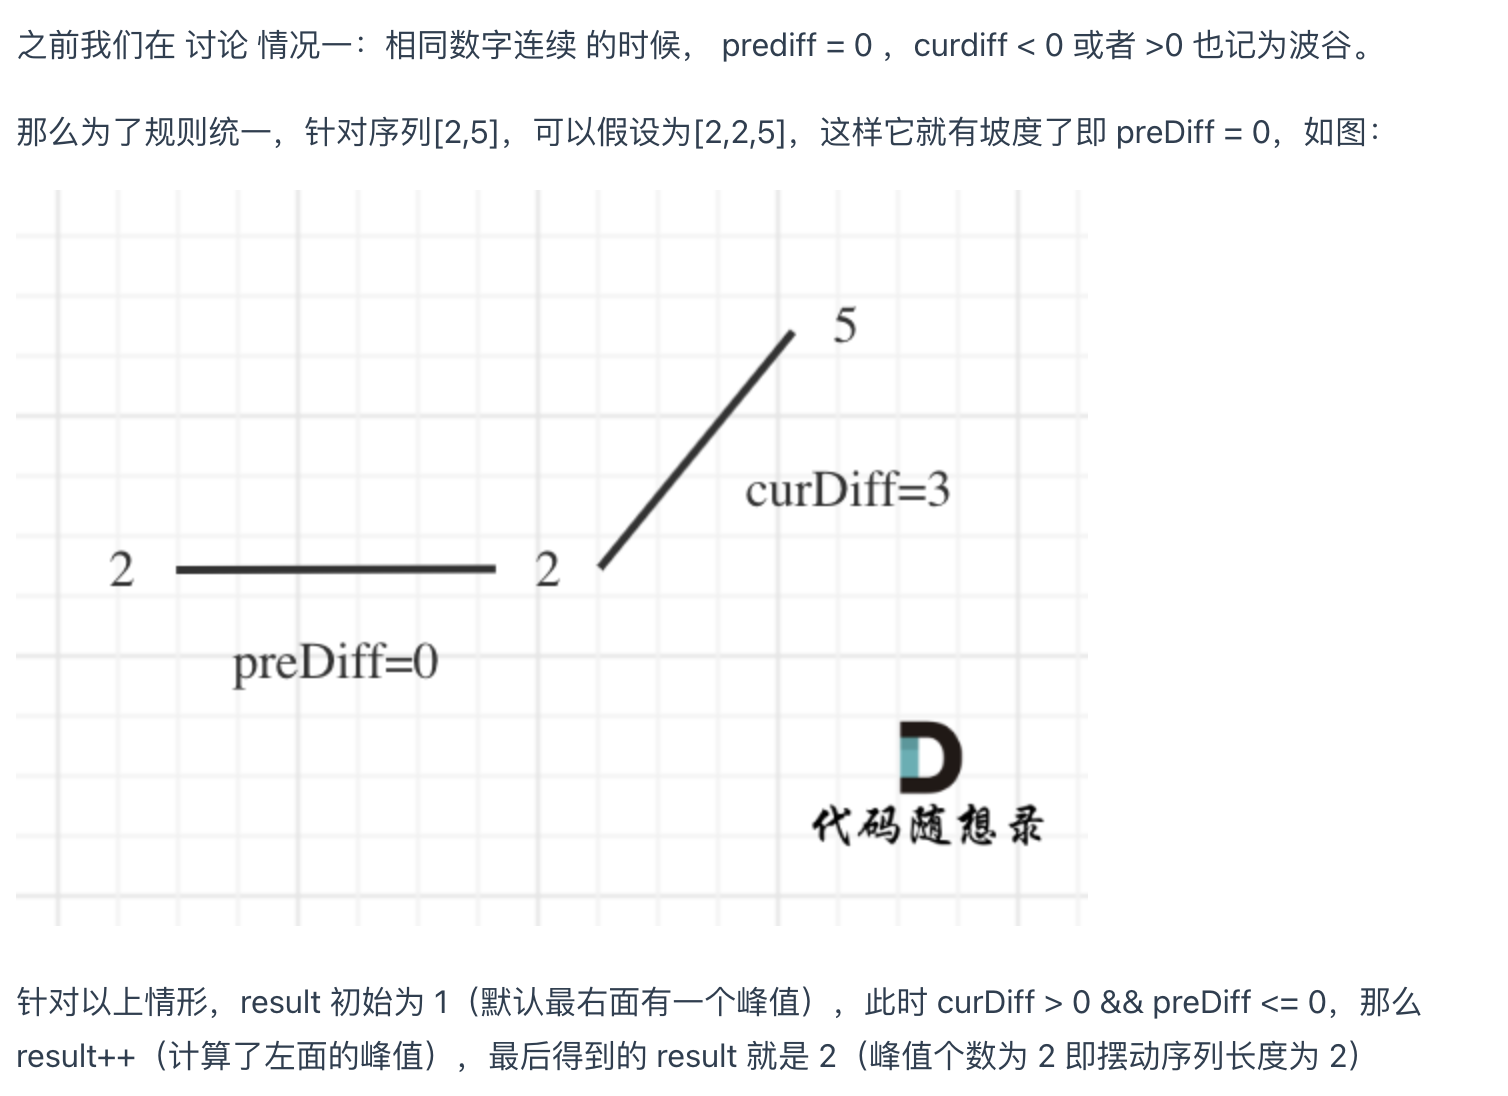 之前我们在 讨论 情况一：相同数字连续 的时候， prediff = 0 ，curdiff < 0 或者 >0 也记为波谷。
那么为了规则统一，针对序列[2,5]，可以假设为[2,2,5]，这样它就有坡度了即 preDiff = 0，如图：
5
curDiff=3
2
2
preDiff=0
代码随想录
针对以上情形，result 初始为 1（默认最右面有一个峰值），此时 curDiff > 0 && preDiff <= 0，那么
result++（计算了左面的峰值），最后得到的 result 就是 2（峰值个数为 2 即摆动序列长度为 2）